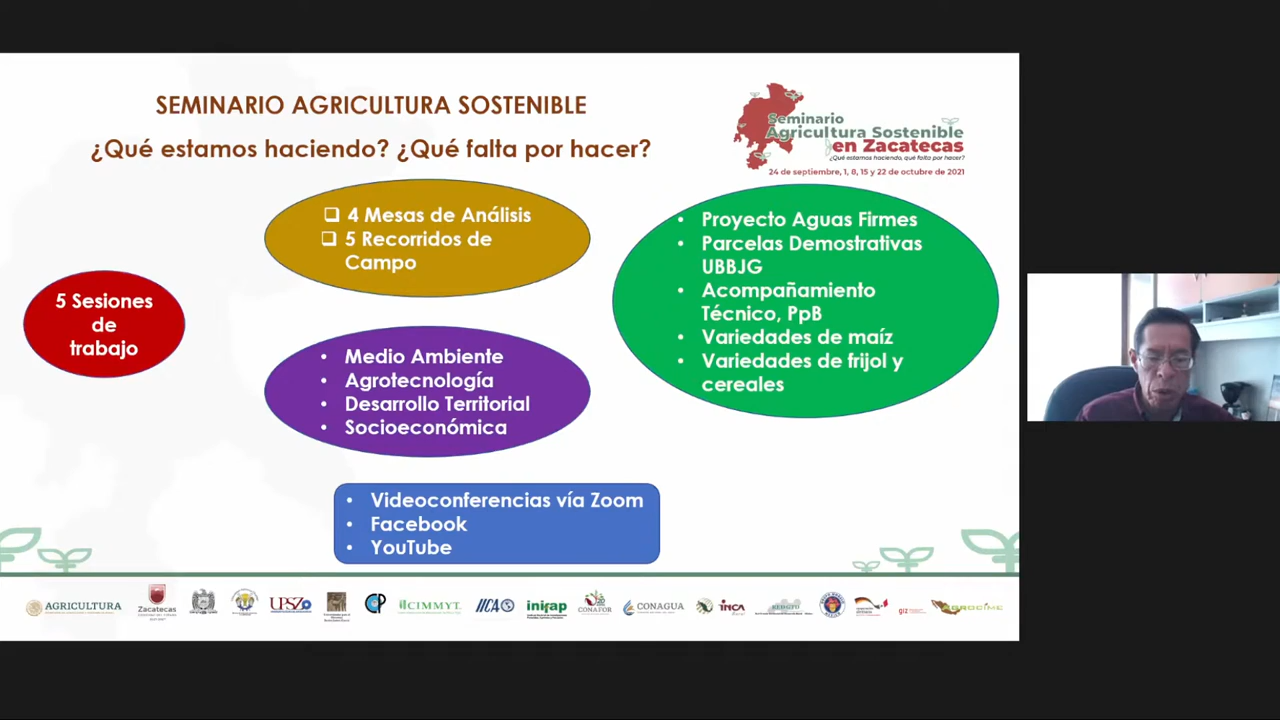 SEMINARIO AGRICULTURA SOSTENIBLE
¿Qué estamos haciendo? ¿Qué falta por hacer?
Seminario
Agricultura Sostenible
en Zacatecas
¿Qué estamos haciendo, qué falta por hacer?
24 de septiembre, 1, 8, 15 y 22 de octubre de 2021
5 Sesiones
de
trabajo
❑ 4 Mesas de Análisis
❑ 5 Recorridos de
Campo
• Medio Ambiente
• Agrotecnología
• Desarrollo Territorial
• Socioeconómica
• Proyecto Aguas Firmes
• Parcelas Demostrativas
UBBJG
• Acompañamiento
Técnico, PpB
• Variedades de maíz
• Variedades de frijol y
cereales
• Videoconferencias vía Zoom
• Facebook
• YouTube
AGRICULTURA
Zacatecas
UPSZ
CP
CIMMYT
IICA
inifap
CONAFOR
CONAGUA
INCA
giz